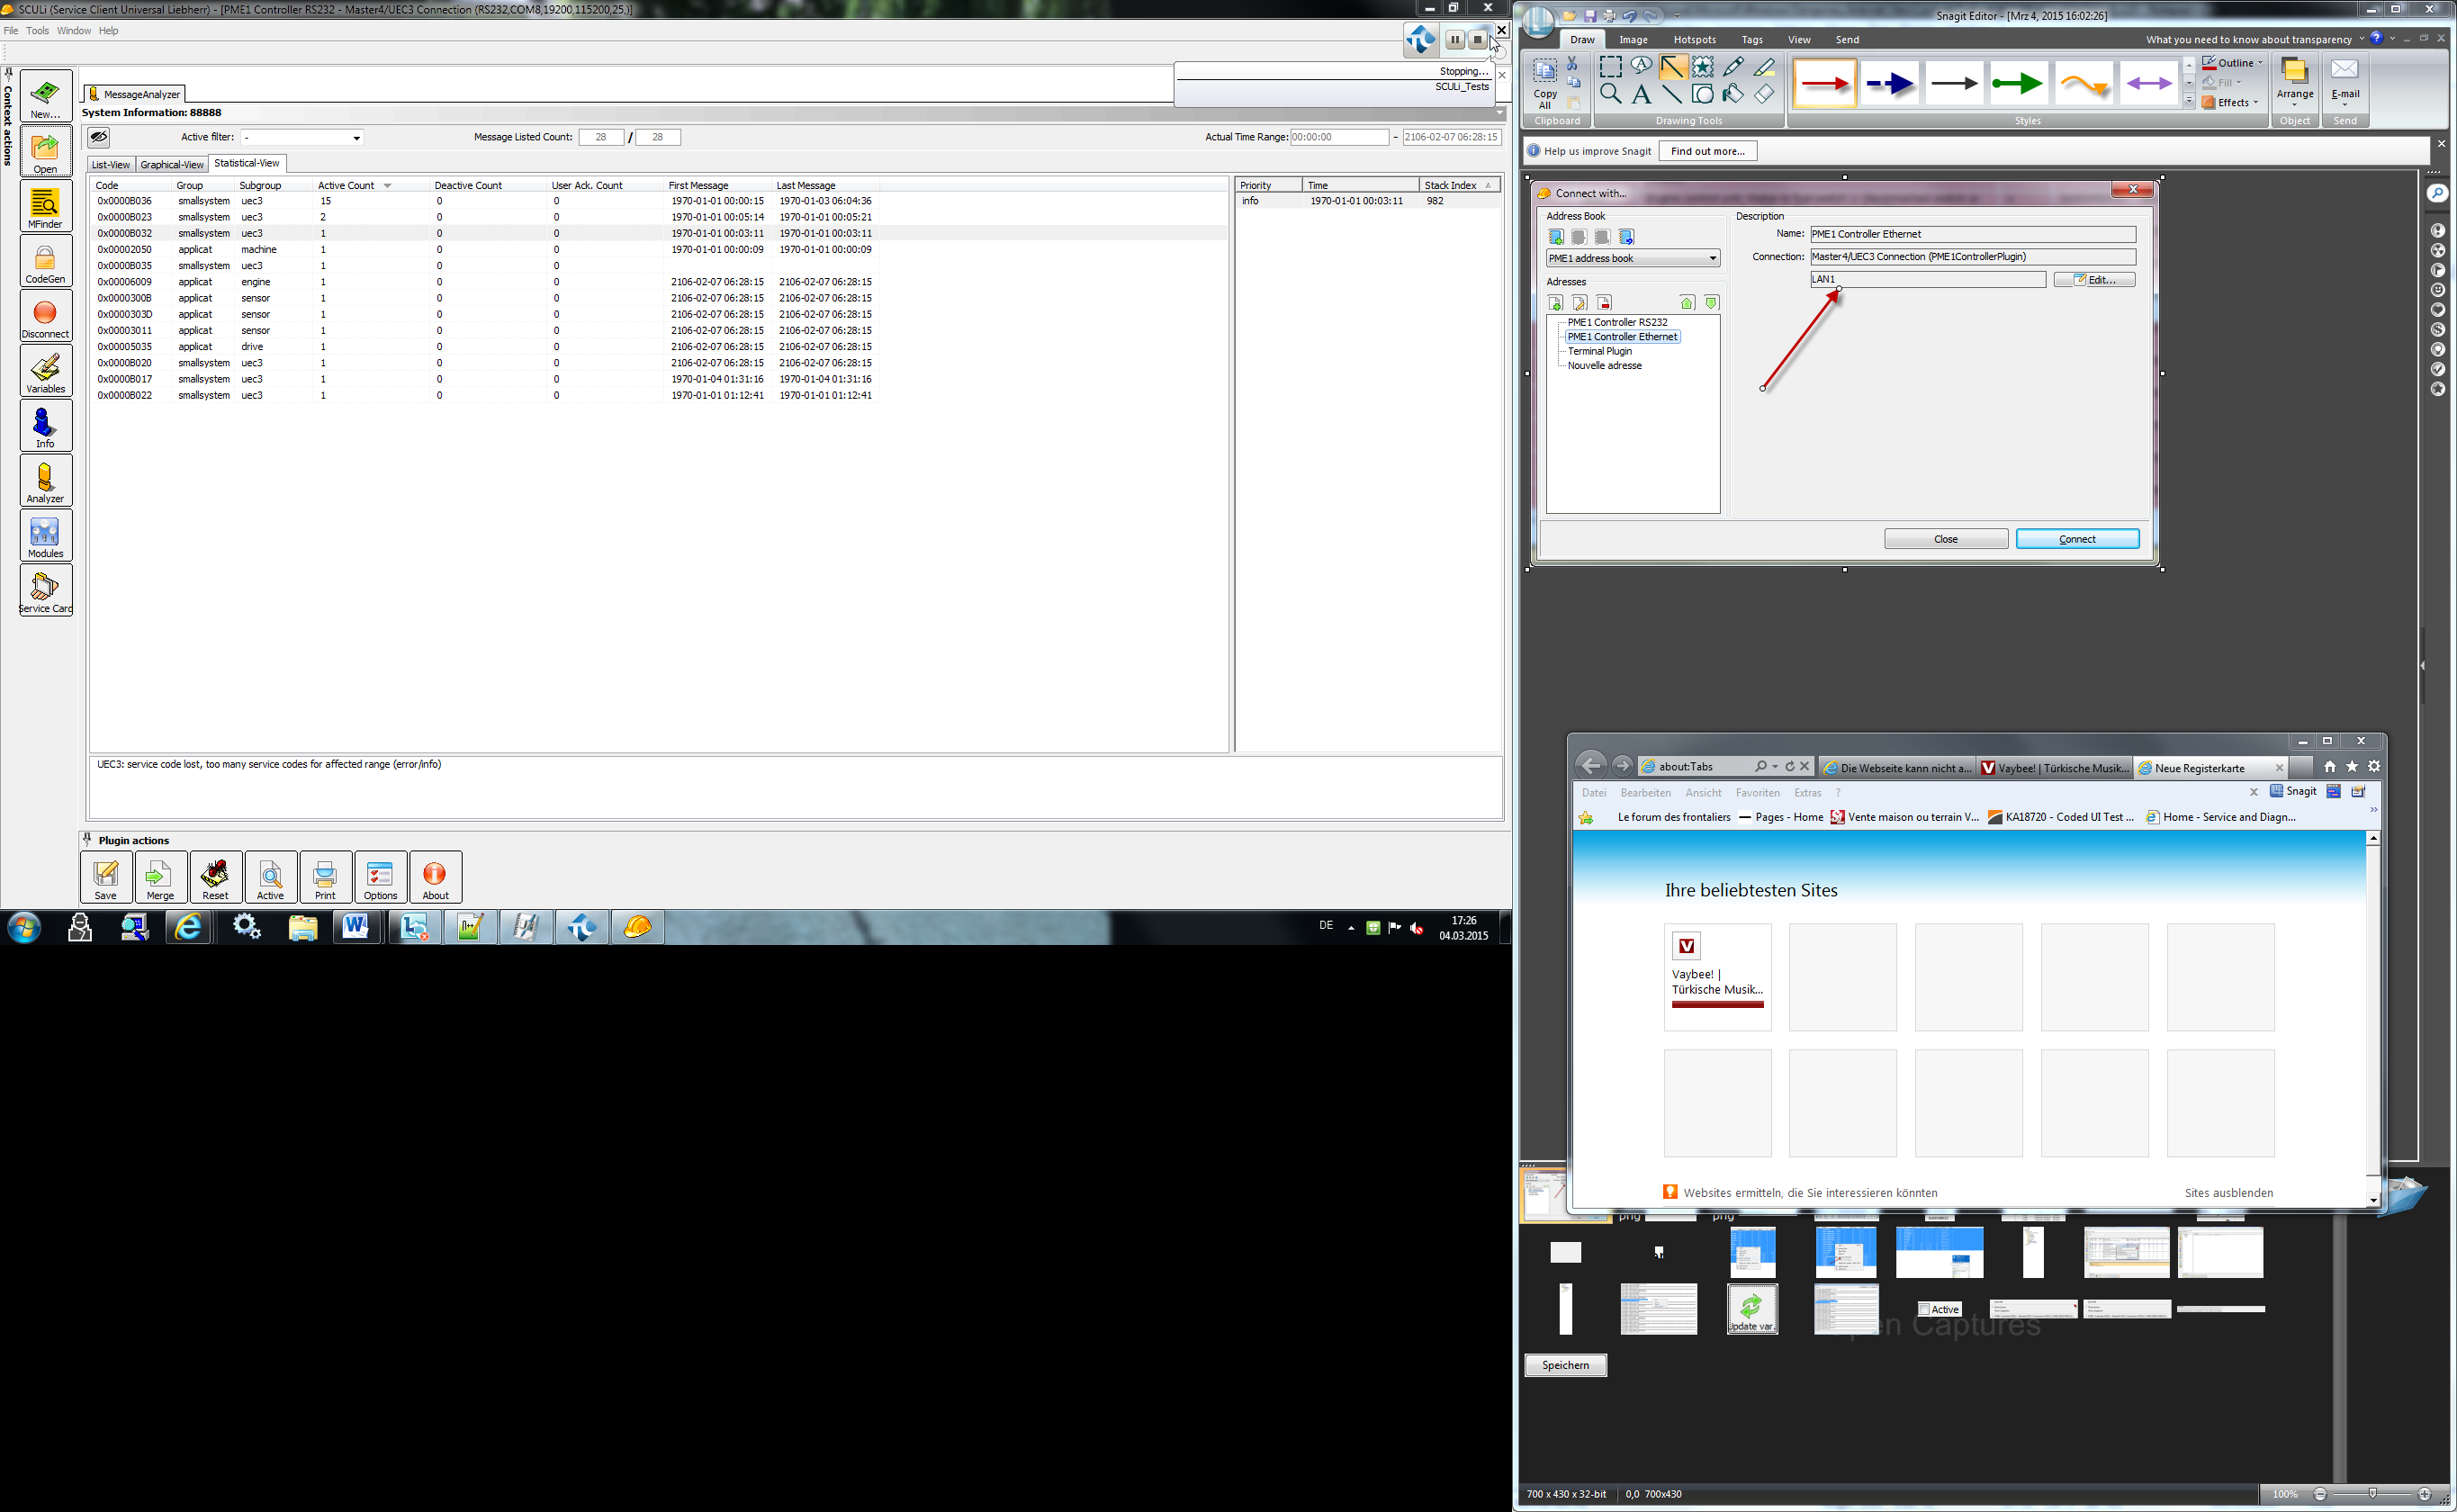 SCULi (Service Client Universal Liebherr) - [PME1 Controller RS232 - Master4/UEC3 Connection (RS232,COM8,19200,115200,25,)]
File Tools Window Help
Stopping...
SCULi_Tests
Context actions
New...
Open
MFinder
CodeGen
Disconnect
Variables
Info
Analyzer
Modules
Service Card
MessageAnalyzer
System Information: 88888
Active filter: -
Message Listed Count: 28 / 28
Actual Time Range: 00:00:00 - 2106-02-07 06:28:15
List-View Graphical-View Statistical-View
Code Group Subgroup Active Count Deactive Count User Ack. Count First Message Last Message
0x0000B036 smallsystem uec3 15 0 0 1970-01-01 00:00:15 1970-01-03 06:04:36
0x0000B023 smallsystem uec3 2 0 0 1970-01-01 00:05:14 1970-01-01 00:05:21
0x0000B032 smallsystem uec3 1 0 0 1970-01-01 00:03:11 1970-01-01 00:03:11
0x00002050 applicat machine 1 0 0 1970-01-01 00:00:09 1970-01-01 00:00:09
0x0000B035 smallsystem uec3 1 0 0
0x00006009 applicat engine 1 0 0 2106-02-07 06:28:15 2106-02-07 06:28:15
0x0000300B applicat sensor 1 0 0 2106-02-07 06:28:15 2106-02-07 06:28:15
0x0000303D applicat sensor 1 0 0 2106-02-07 06:28:15 2106-02-07 06:28:15
0x00003011 applicat sensor 1 0 0 2106-02-07 06:28:15 2106-02-07 06:28:15
0x00005035 applicat drive 1 0 0 2106-02-07 06:28:15 2106-02-07 06:28:15
0x0000B020 smallsystem uec3 1 0 0 2106-02-07 06:28:15 2106-02-07 06:28:15
0x0000B017 smallsystem uec3 1 0 0 1970-01-04 01:31:16 1970-01-04 01:31:16
0x0000B022 smallsystem uec3 1 0 0 1970-01-01 01:12:41 1970-01-01 01:12:41
Priority Time Stack Index
info 1970-01-01 00:03:11 982
UEC3: service code lost, too many service codes for affected range (error/info)
Plugin actions
Save Merge Reset Active Print Options About
DE
17:26
04.03.2015
Snagit Editor - [Mrz 4, 2015 16:02:26]
Draw Image Hotspots Tags View Send
What you need to know about transparency
Copy All
Clipboard
Drawing Tools
Styles
Outline
Fill
Effects
Arrange
Object
E-mail
Send
Help us improve Snagit Find out more...
Connect with...
Address Book
PME1 address book
Adresses
PME1 Controller RS232
PME1 Controller Ethernet
Terminal Plugin
Nouvelle adresse
Description
Name: PME1 Controller Ethernet
Connection: Master4/UEC3 Connection (PME1ControllerPlugin)
LAN1
Edit...
Close Connect
about:Tabs
Die Webseite kann nicht a...
Vaybee! | Türkische Musik...
Neue Registerkarte
Datei Bearbeiten Ansicht Favoriten Extras ?
Snagit
Le forum des frontaliers Pages - Home Vente maison ou terrain V... KA18720 - Coded UI Test ... Home - Service and Diagn...
Ihre beliebtesten Sites
Vaybee! |
Türkische Musik...
Websites ermitteln, die Sie interessieren könnten
Sites ausblenden
png png
Update var.
Active
en Captures
Speichern
700 x 430 x 32-bit 0,0 700x430
100%